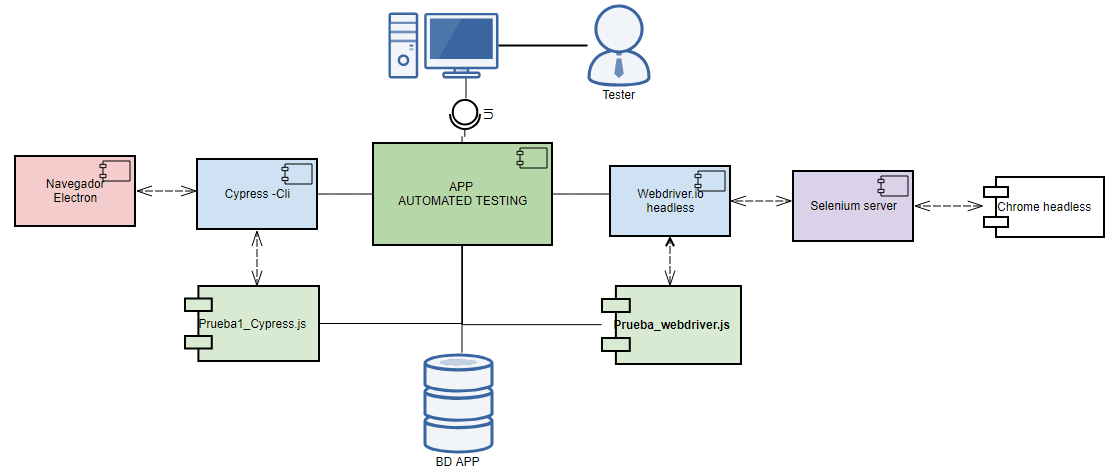 Tester
UI
APP
AUTOMATED TESTING
Navegador
Electron
Cypress -Cli
Webdriver.io
headless
Selenium server
Chrome headless
Prueba1_Cypress.js
Prueba_webdriver.js
BD APP